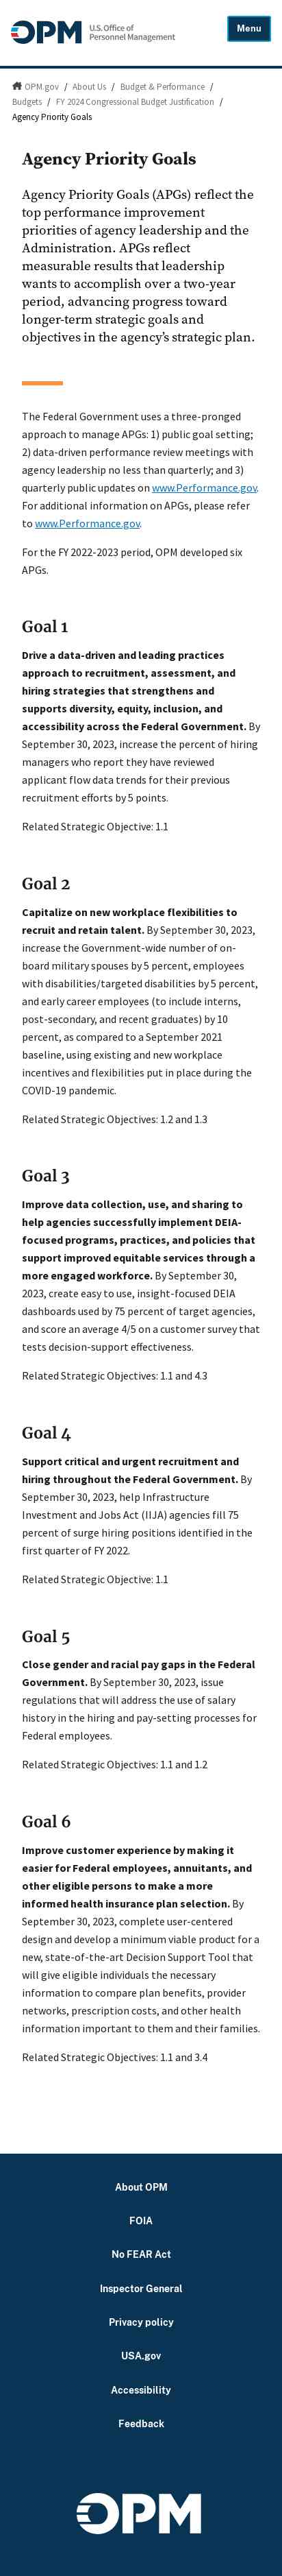 OPM U.S. Office of
Personnel Management
Menu
OPM.gov / About Us / Budget & Performance /
Budgets / FY 2024 Congressional Budget Justification /
Agency Priority Goals
Agency Priority Goals
Agency Priority Goals (APGs) reflect the
top performance improvement
priorities of agency leadership and the
Administration. APGs reflect
measurable results that leadership
wants to accomplish over a two-year
period, advancing progress toward
longer-term strategic goals and
objectives in the agency’s strategic plan.
The Federal Government uses a three-pronged
approach to managing APGs: 1) public goal setting;
2) data-driven performance review meetings with
agency leadership no less than quarterly; and 3)
quarterly public updates on www.Performance.gov.
For additional information on APGs, please refer
to www.Performance.gov.
For the FY 2022-2023 period, OPM developed six
APGs.
Goal 1
Drive a data-driven and leading practices
approach to recruitment, assessment, and
hiring strategies that strengthens and
supports diversity, equity, inclusion, and
accessibility across the Federal Government. By
September 30, 2023, increase the percent of hiring
managers who report they have reviewed
applicant flow data trends for their previous
recruitment efforts by 5 points.
Related Strategic Objective: 1.1
Goal 2
Capitalize on new workplace flexibilities to
recruit and retain talent. By September 30, 2023,
increase the Government-wide number of on-
board military spouses by 5 percent, employees
with disabilities/targeted disabilities by 5 percent,
and early career employees (to include interns,
post-secondary, and recent graduates) by 10
percent, as compared to a September 2021
baseline, using existing and new workplace
incentives and flexibilities put in place during the
COVID-19 pandemic.
Related Strategic Objectives: 1.2 and 1.3
Goal 3
Improve data collection, use, and sharing to
help agencies successfully implement DEIA-
focused programs, practices, and policies that
support improved equitable services through a
more engaged workforce. By September 30,
2023, create easy to use, insight-focused DEIA
dashboards used by 75 percent of target agencies,
and score an average 4/5 on a customer survey that
tests decision-support effectiveness.
Related Strategic Objectives: 1.1 and 4.3
Goal 4
Support critical and urgent recruitment and
hiring throughout the Federal Government. By
September 30, 2023, help Infrastructure
Investment and Jobs Act (IIJA) agencies fill 75
percent of surge hiring positions identified in the
first quarter of FY 2022.
Related Strategic Objective: 1.1
Goal 5
Close gender and racial pay gaps in the Federal
Government. By September 30, 2023, issue
regulations that will address the use of salary
history in the hiring and pay-setting processes for
Federal employees.
Related Strategic Objectives: 1.1 and 1.2
Goal 6
Improve customer experience by making it
easier for Federal employees, annuitants, and
other eligible persons to make a more
informed health insurance plan selection. By
September 30, 2023, complete user-centered
design and develop a minimum viable product for a
new, state-of-the-art Decision Support Tool that
will give eligible individuals the necessary
information to compare plan benefits, provider
networks, prescription costs, and other health
information important to them and their families.
Related Strategic Objectives: 1.1 and 3.4
About OPM
FOIA
No FEAR Act
Inspector General
Privacy policy
USA.gov
Accessibility
Feedback
OPM